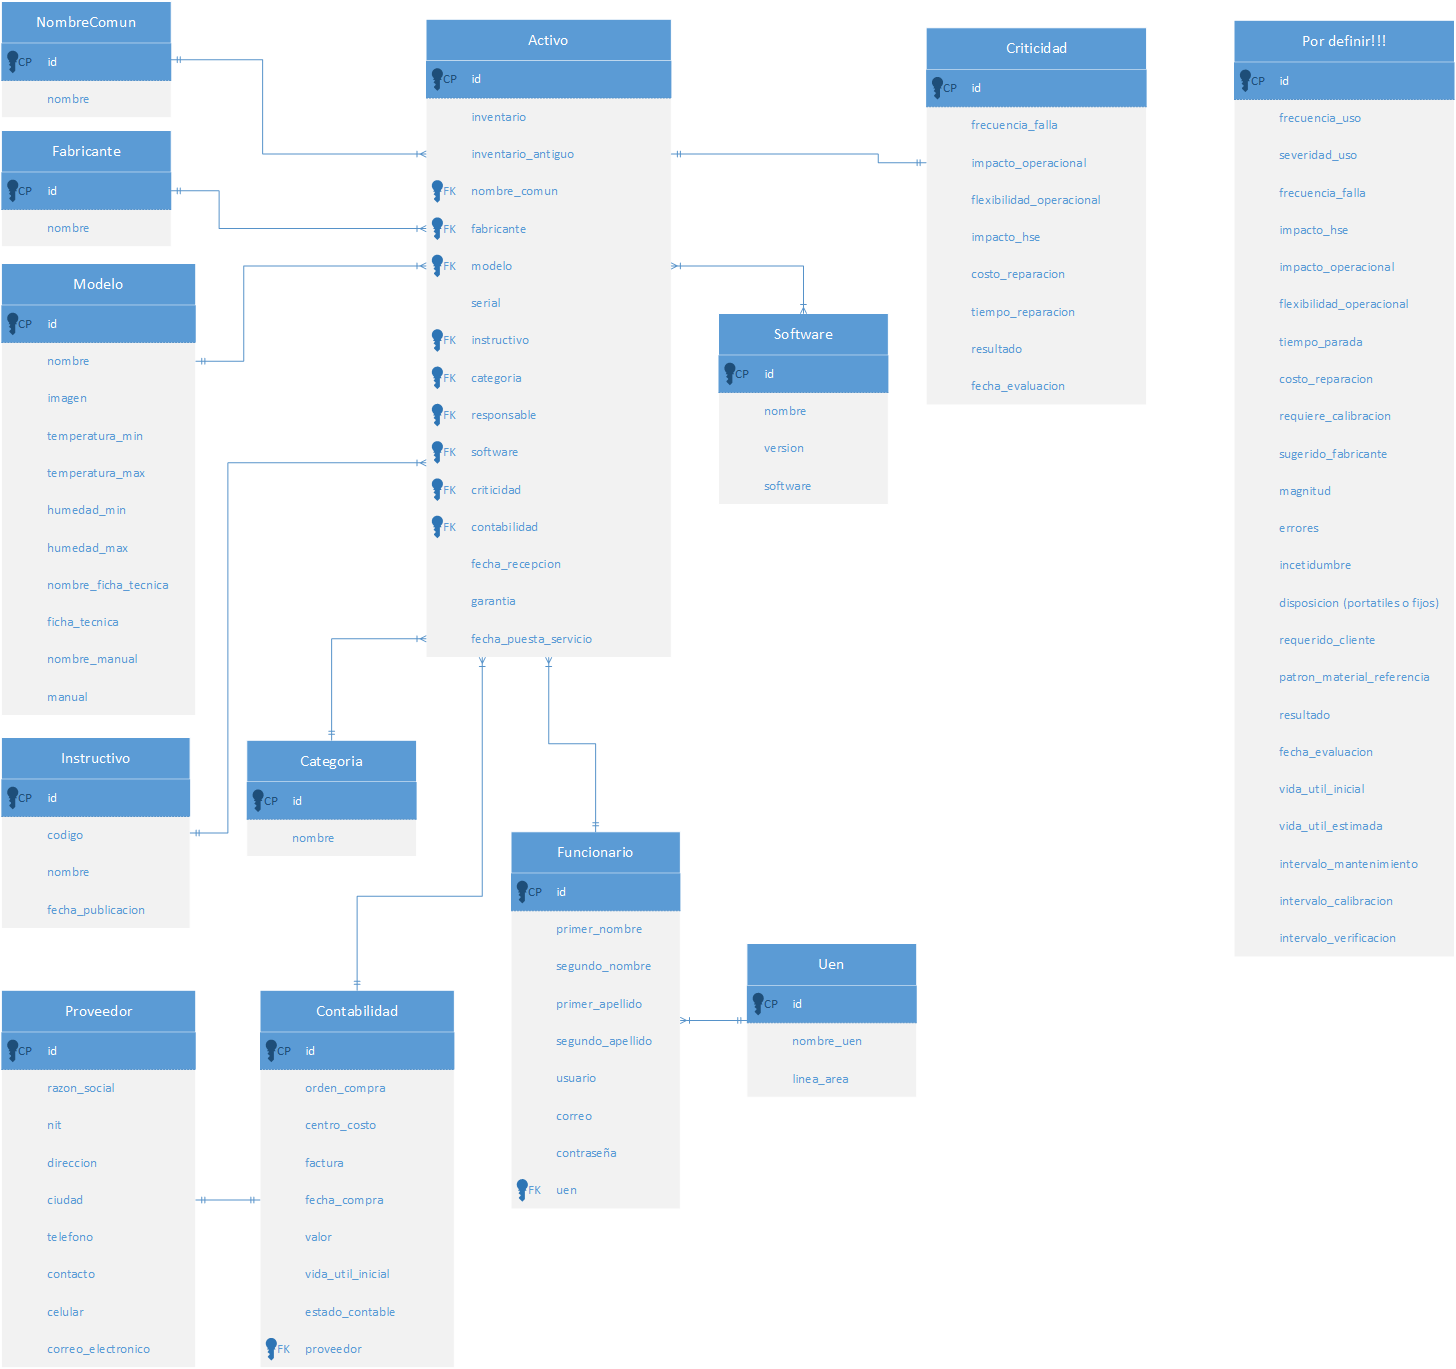 NombreComun
CP id
nombre
Fabricante
CP id
nombre
Modelo
CP id
nombre
imagen
temperatura_min
temperatura_max
humedad_min
humedad_max
nombre_ficha_tecnica
ficha_tecnica
nombre_manual
manual
Instructivo
CP id
codigo
nombre
fecha_publicacion
Proveedor
CP id
razon_social
nit
direccion
ciudad
telefono
contacto
celular
correo_electronico
Categoria
CP id
nombre
Contabilidad
CP id
orden_compra
centro_costo
factura
fecha_compra
valor
vida_util_inicial
estado_contable
FK proveedor
Activo
CP id
inventario
inventario_antiguo
FK nombre_comun
FK fabricante
FK modelo
serial
FK instructivo
FK categoria
FK responsable
FK software
FK criticidad
FK contabilidad
fecha_recepcion
garantia
fecha_puesta_servicio
Funcionario
CP id
primer_nombre
segundo_nombre
primer_apellido
segundo_apellido
usuario
correo
contraseña
FK uen
Software
CP id
nombre
version
software
Uen
CP id
nombre_uen
linea_area
Criticidad
CP id
frecuencia_falla
impacto_operacional
flexibilidad_operacional
impacto_hse
costo_reparacion
tiempo_reparacion
resultado
fecha_evaluacion
Por definir!!!
CP id
frecuencia_uso
severidad_uso
frecuencia_falla
impacto_hse
impacto_operacional
flexibilidad_operacional
tiempo_parada
costo_reparacion
requiere_calibracion
sugerido_fabricante
magnitud
errores
incetidumbre
disposicion (portatiles o fijos)
requerido_cliente
patron_material_referencia
resultado
fecha_evaluacion
vida_util_inicial
vida_util_estimada
intervalo_mantenimiento
intervalo_calibracion
intervalo_verificacion